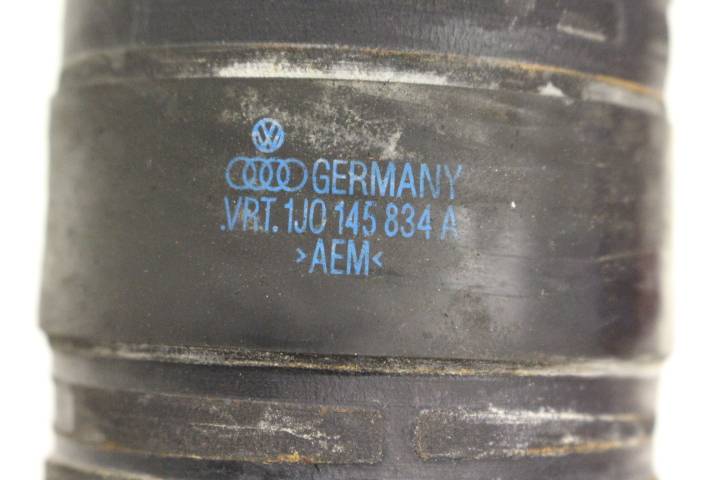 GERMANY
.VRT. 1J0 145 834 A
>AEM<